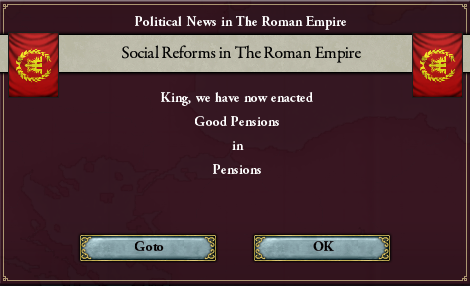 Political News in The Roman Empire
Social Reforms in The Roman Empire
King, we have now enacted
Good Pensions
in
Pensions
Goto
OK